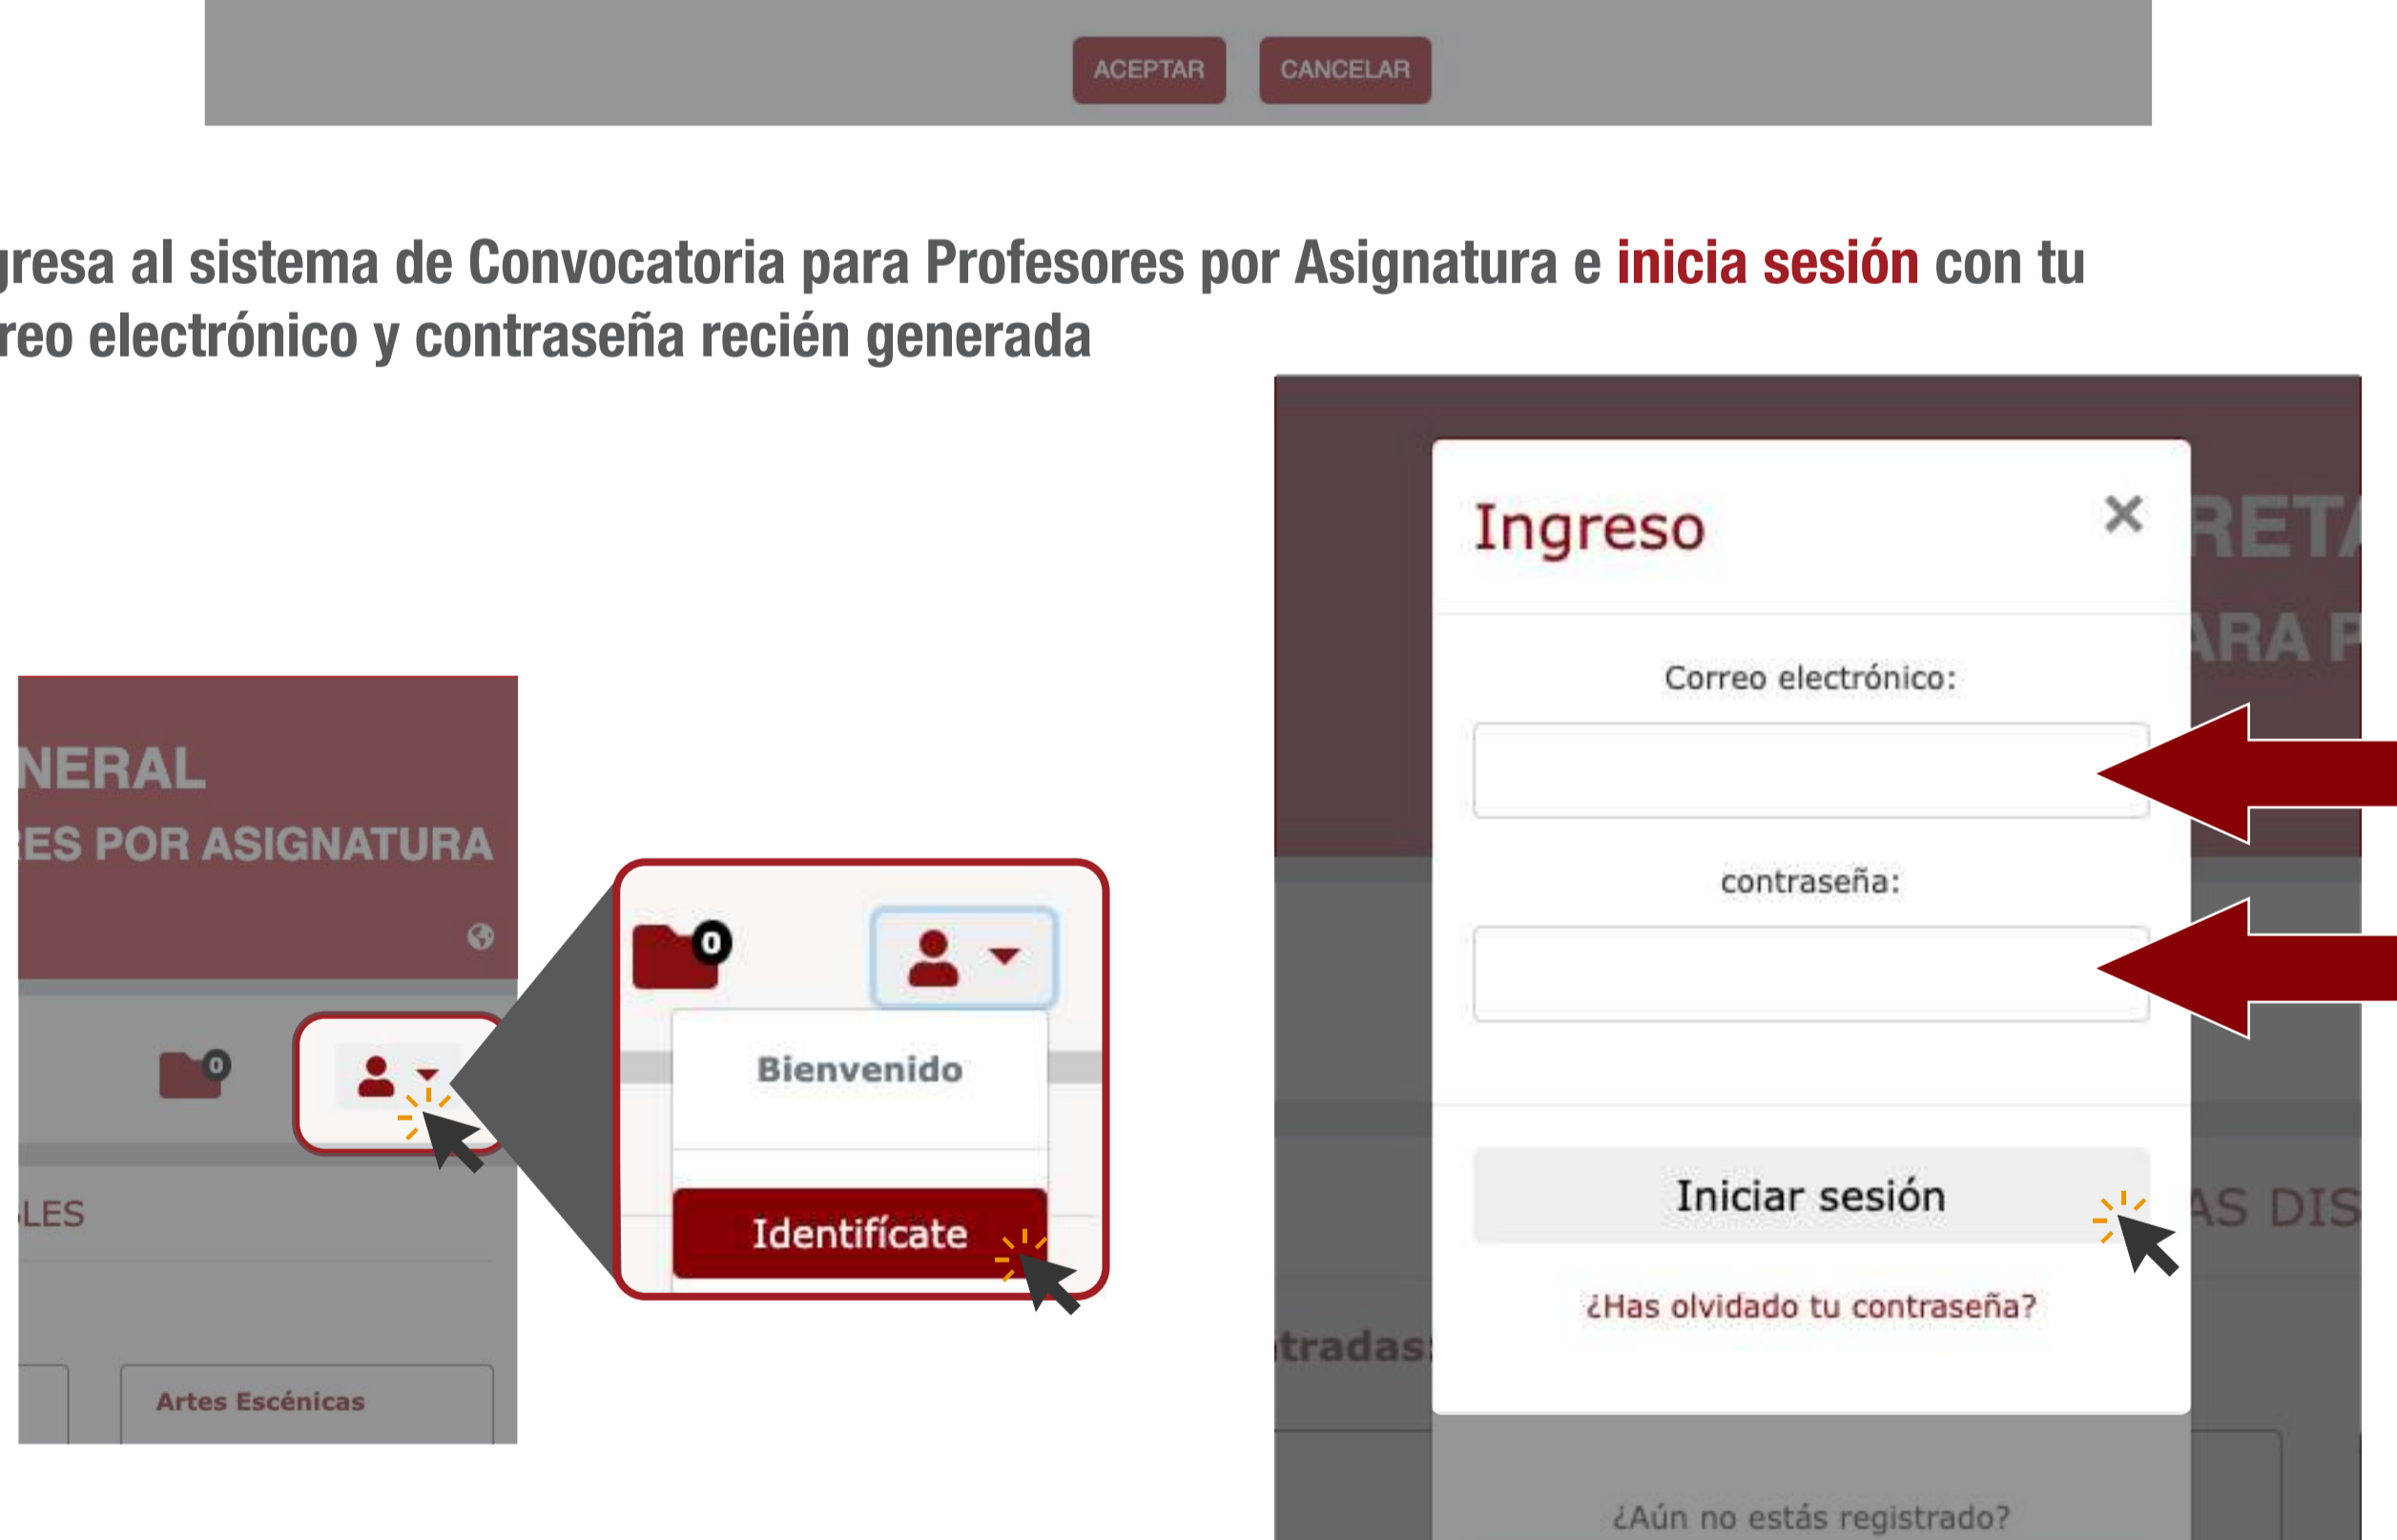 ACEPTAR CANCELAR
gresa al sistema de Convocatoria para Profesores por Asignatura e inicia sesión con tu
reo electrónico y contraseña recién generada
NERAL
ES POR ASIGNATURA
0
LES
Artes Escénicas
0
Bienvenido
Identifícate
RETA
ARA P
Ingreso
Correo electrónico:
contraseña:
Iniciar sesión
AS DIS
¿Has olvidado tu contraseña?
tradas:
¿Aún no estás registrado?